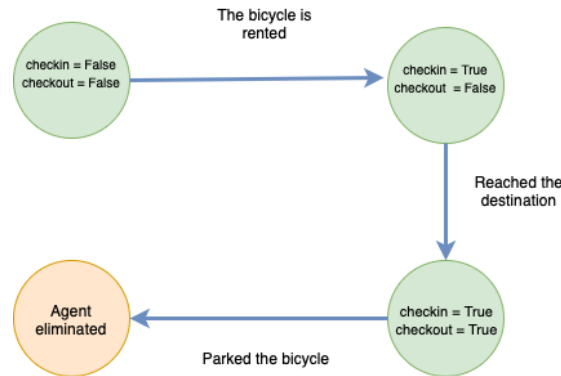 The bicycle is
rented
checkin = False
checkout = False
checkin = True
checkout = False
Reached the
destination
checkin = True
checkout = True
Parked the bicycle
Agent
eliminated